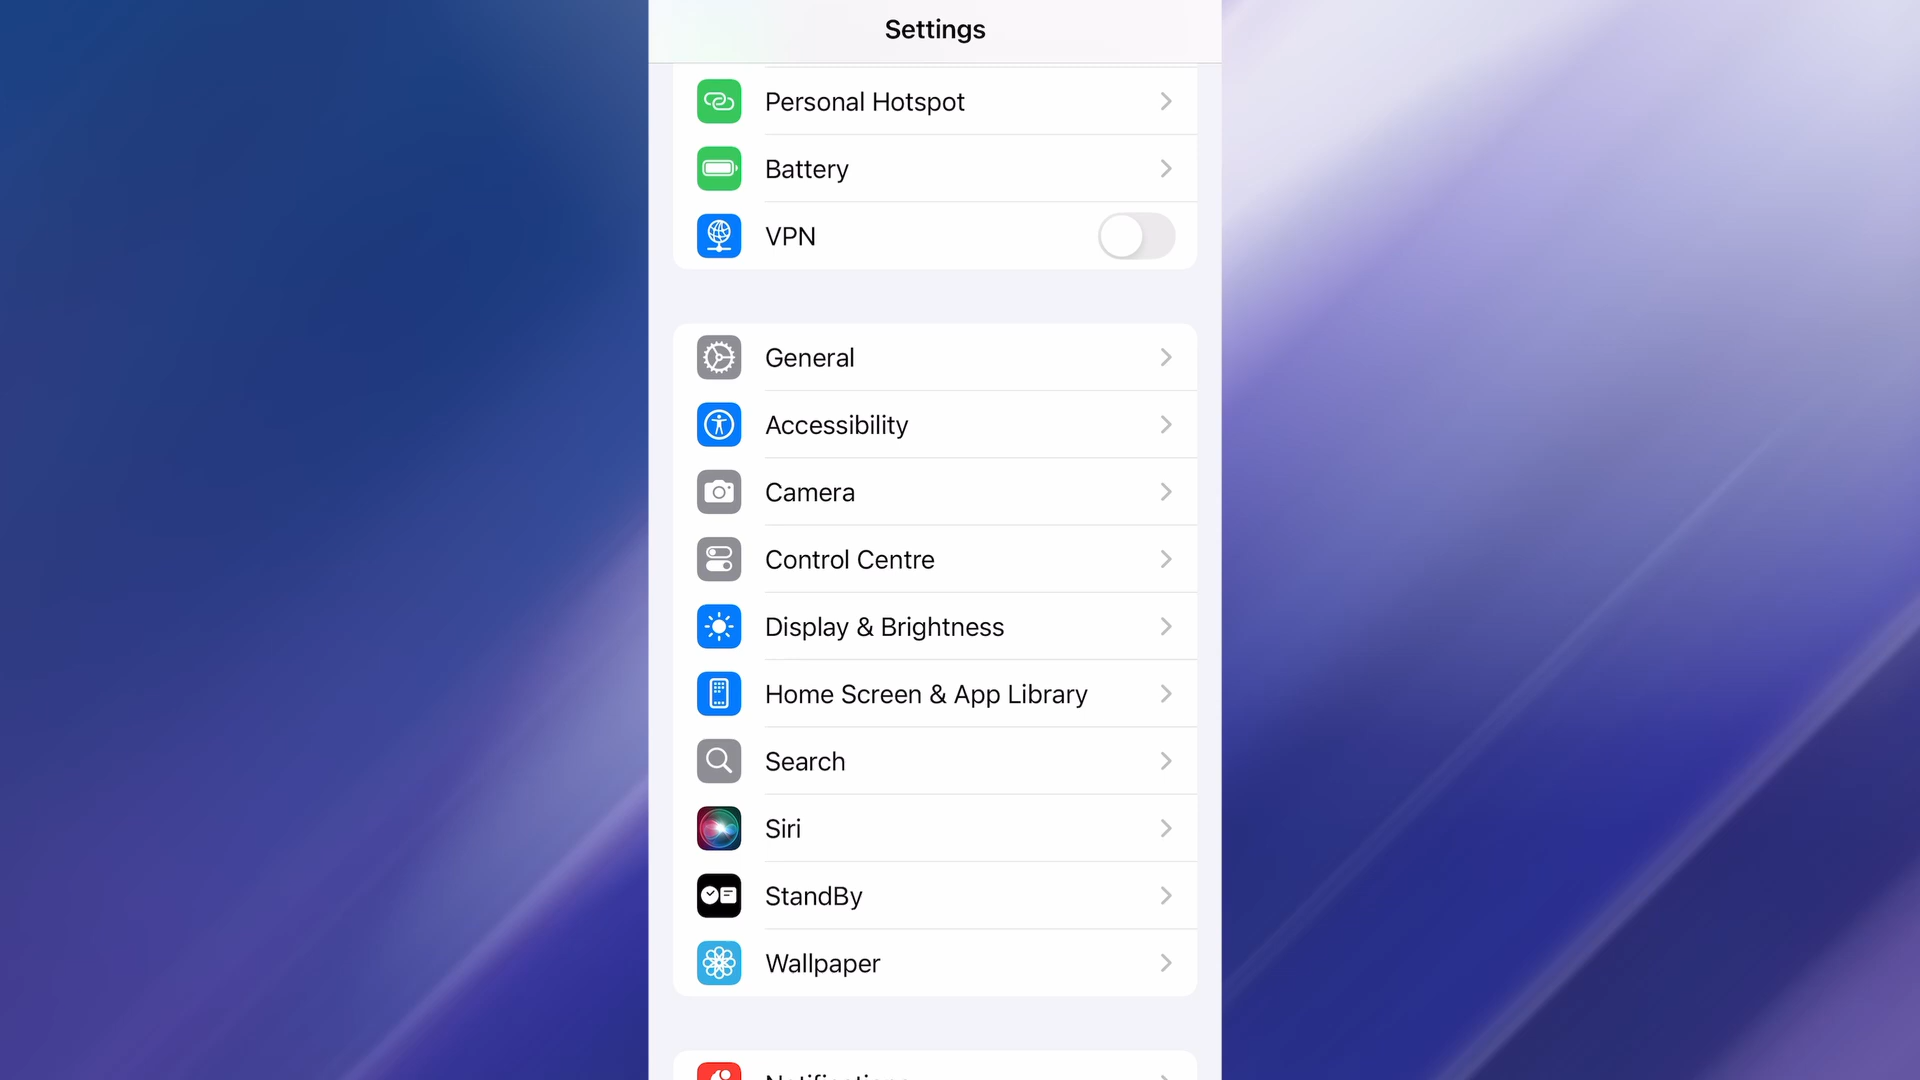 Settings
Personal Hotspot
Battery
VPN
General
Accessibility
Camera
Control Centre
Display & Brightness
Home Screen & App Library
Search
Siri
StandBy
Wallpaper
Notifications